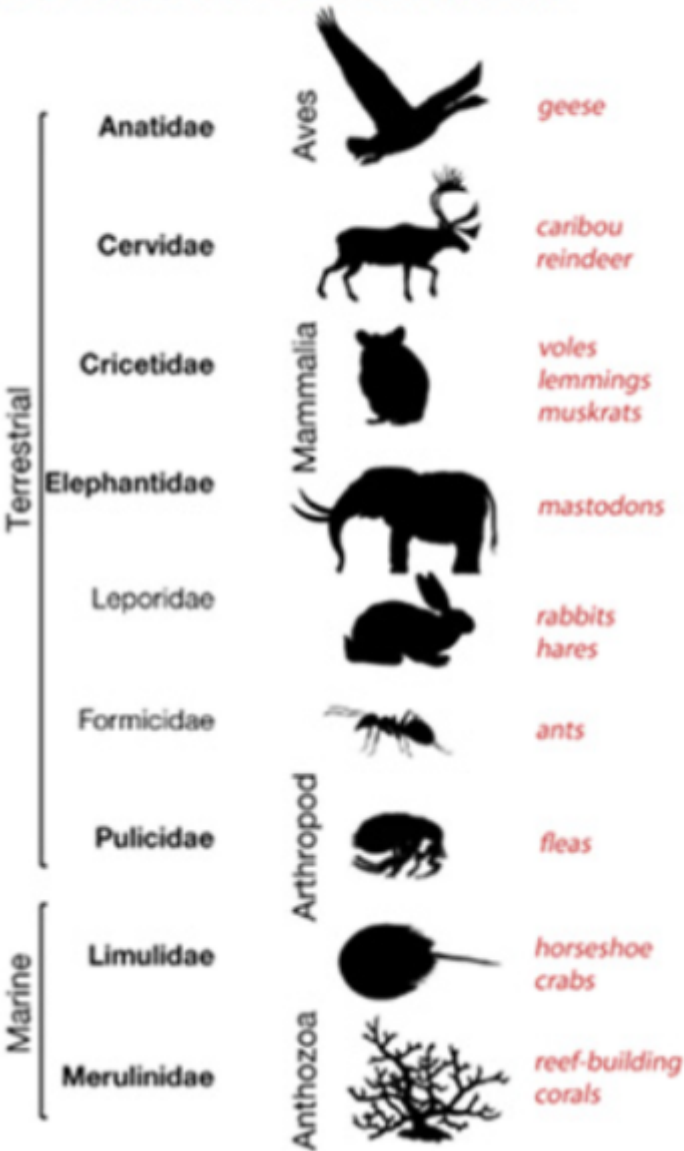 Terrestrial
Anatidae
Aves
geese
Cervidae
caribou
reindeer
Mammalia
Cricetidae
voles
lemmings
muskrats
Elephantidae
mastodons
Leporidae
rabbits
hares
Formicidae
ants
Arthropod
Pulicidae
fleas
Marine
Limulidae
horseshoe
crabs
Anthozoa
Merulinidae
reef-building
corals